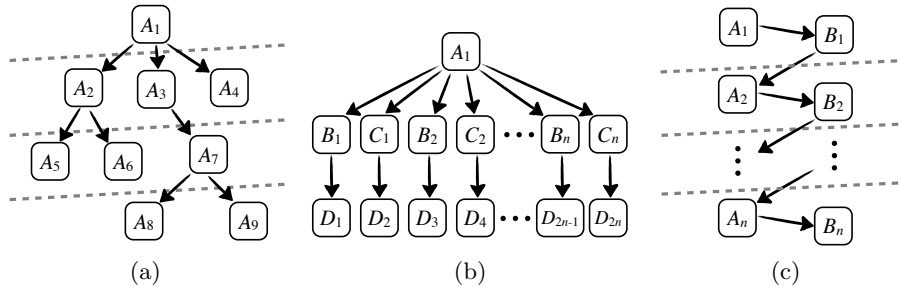 A₁
A₂ A₃ A₄
A₅ A₆ A₇
A₈ A₉
(a)
A₁
B₁ C₁ B₂ C₂ ••• Bₙ Cₙ
D₁ D₂ D₃ D₄ ••• D₂ₙ₋₁ D₂ₙ
(b)
A₁ B₁
A₂ B₂
⋮ ⋮
Aₙ Bₙ
(c)